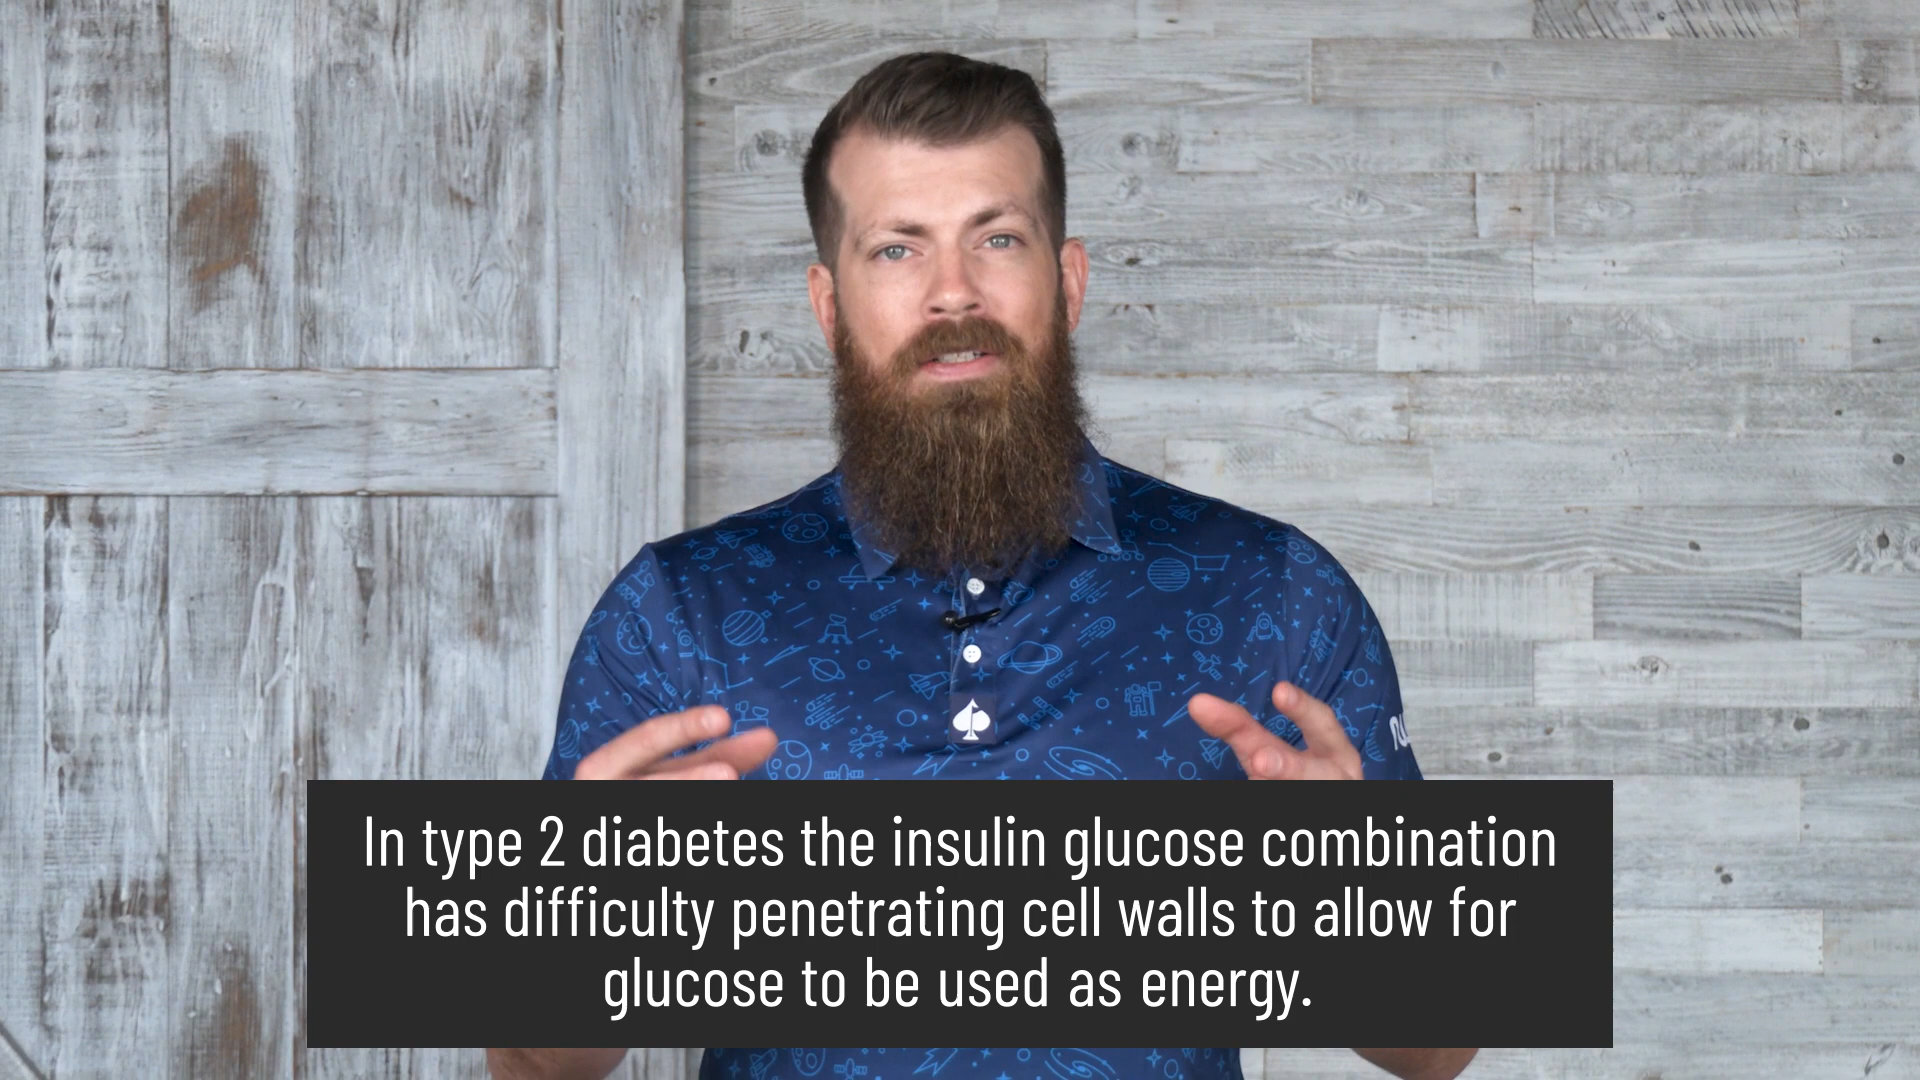 In type 2 diabetes the insulin glucose combination
has difficulty penetrating cell walls to allow for
glucose to be used as energy.